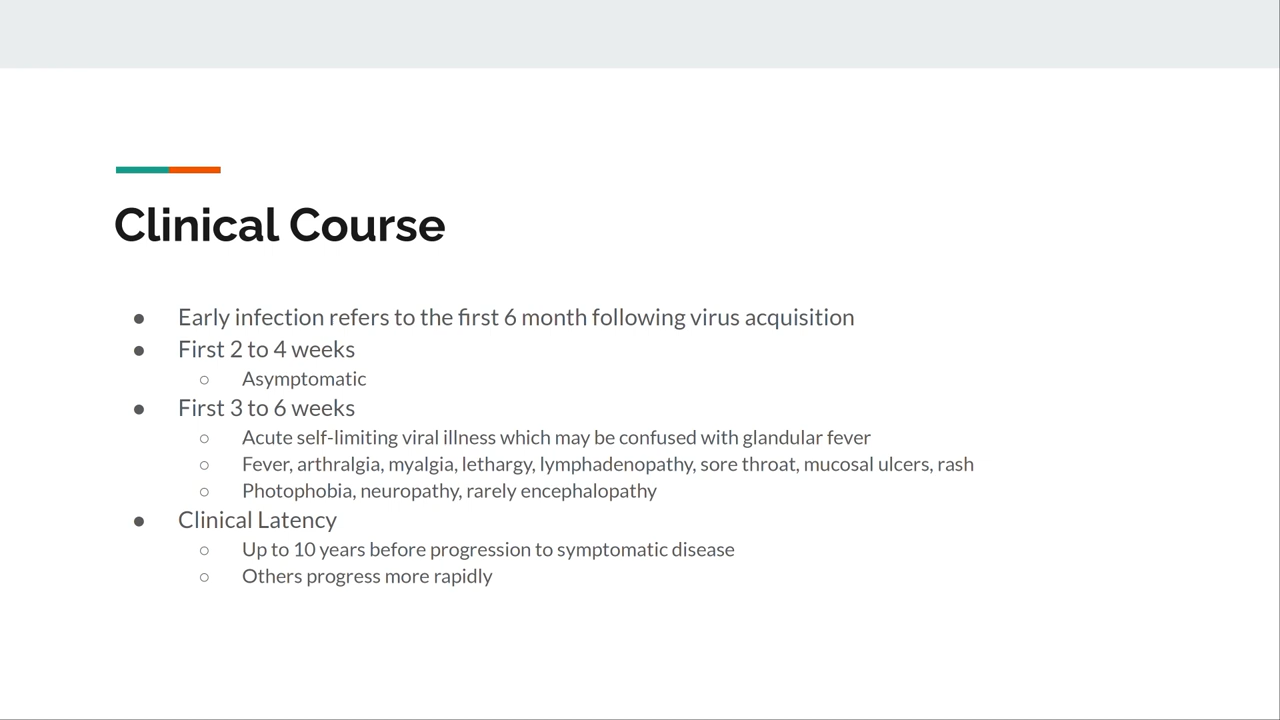 Clinical Course
● Early infection refers to the first 6 month following virus acquisition
● First 2 to 4 weeks
○ Asymptomatic
● First 3 to 6 weeks
○ Acute self-limiting viral illness which may be confused with glandular fever
○ Fever, arthralgia, myalgia, lethargy, lymphadenopathy, sore throat, mucosal ulcers, rash
○ Photophobia, neuropathy, rarely encephalopathy
● Clinical Latency
○ Up to 10 years before progression to symptomatic disease
○ Others progress more rapidly